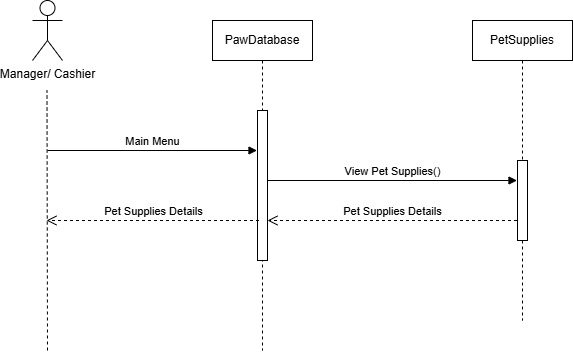 PawDatabase
PetSupplies
Manager/ Cashier
Main Menu
View Pet Supplies()
Pet Supplies Details
Pet Supplies Details